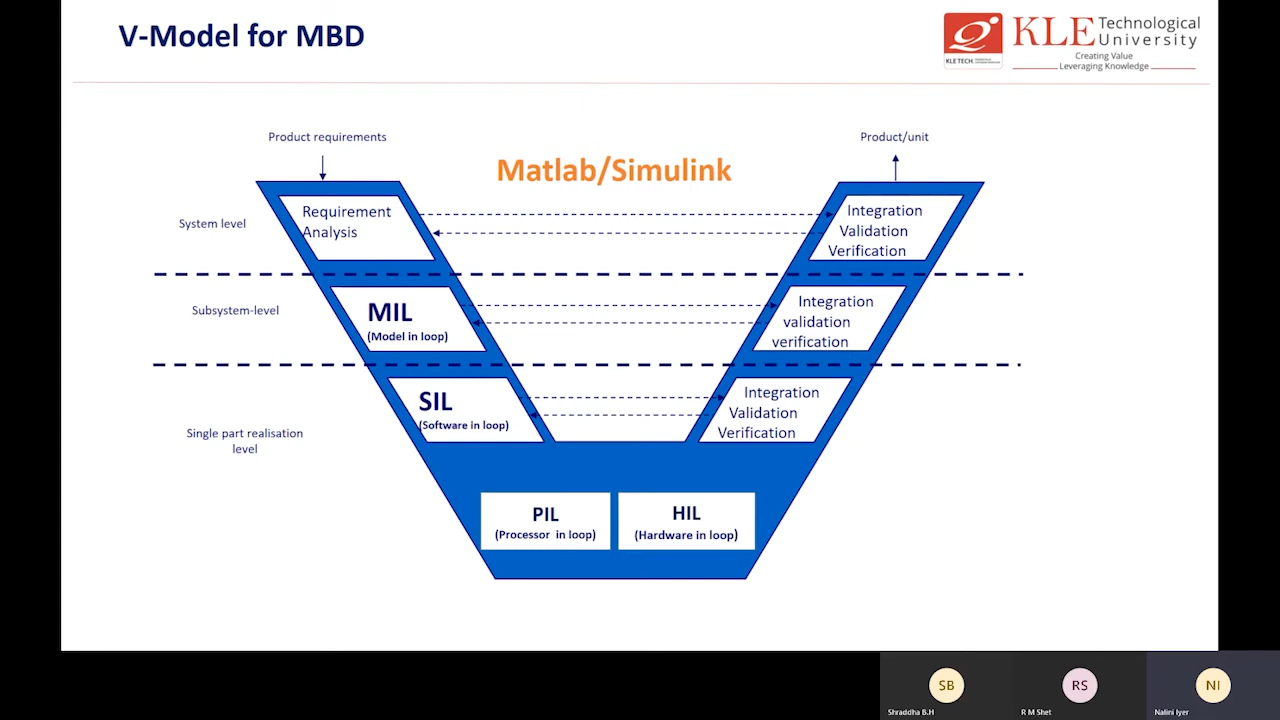 V-Model for MBD
KLE TECH
KLE
Technological
University
Creating Value
Leveraging Knowledge
Product requirements
Product/unit
Matlab/Simulink
System level
Requirement
Analysis
Integration
Validation
Verification
Subsystem-level
MIL
(Model in loop)
Integration
validation
verification
SIL
(Software in loop)
Integration
Validation
Verification
Single part realisation
level
PIL
(Processor in loop)
HIL
(Hardware in loop)
SB
RS
NI
Shraddha B.H
R M Shet
Nalini Iyer